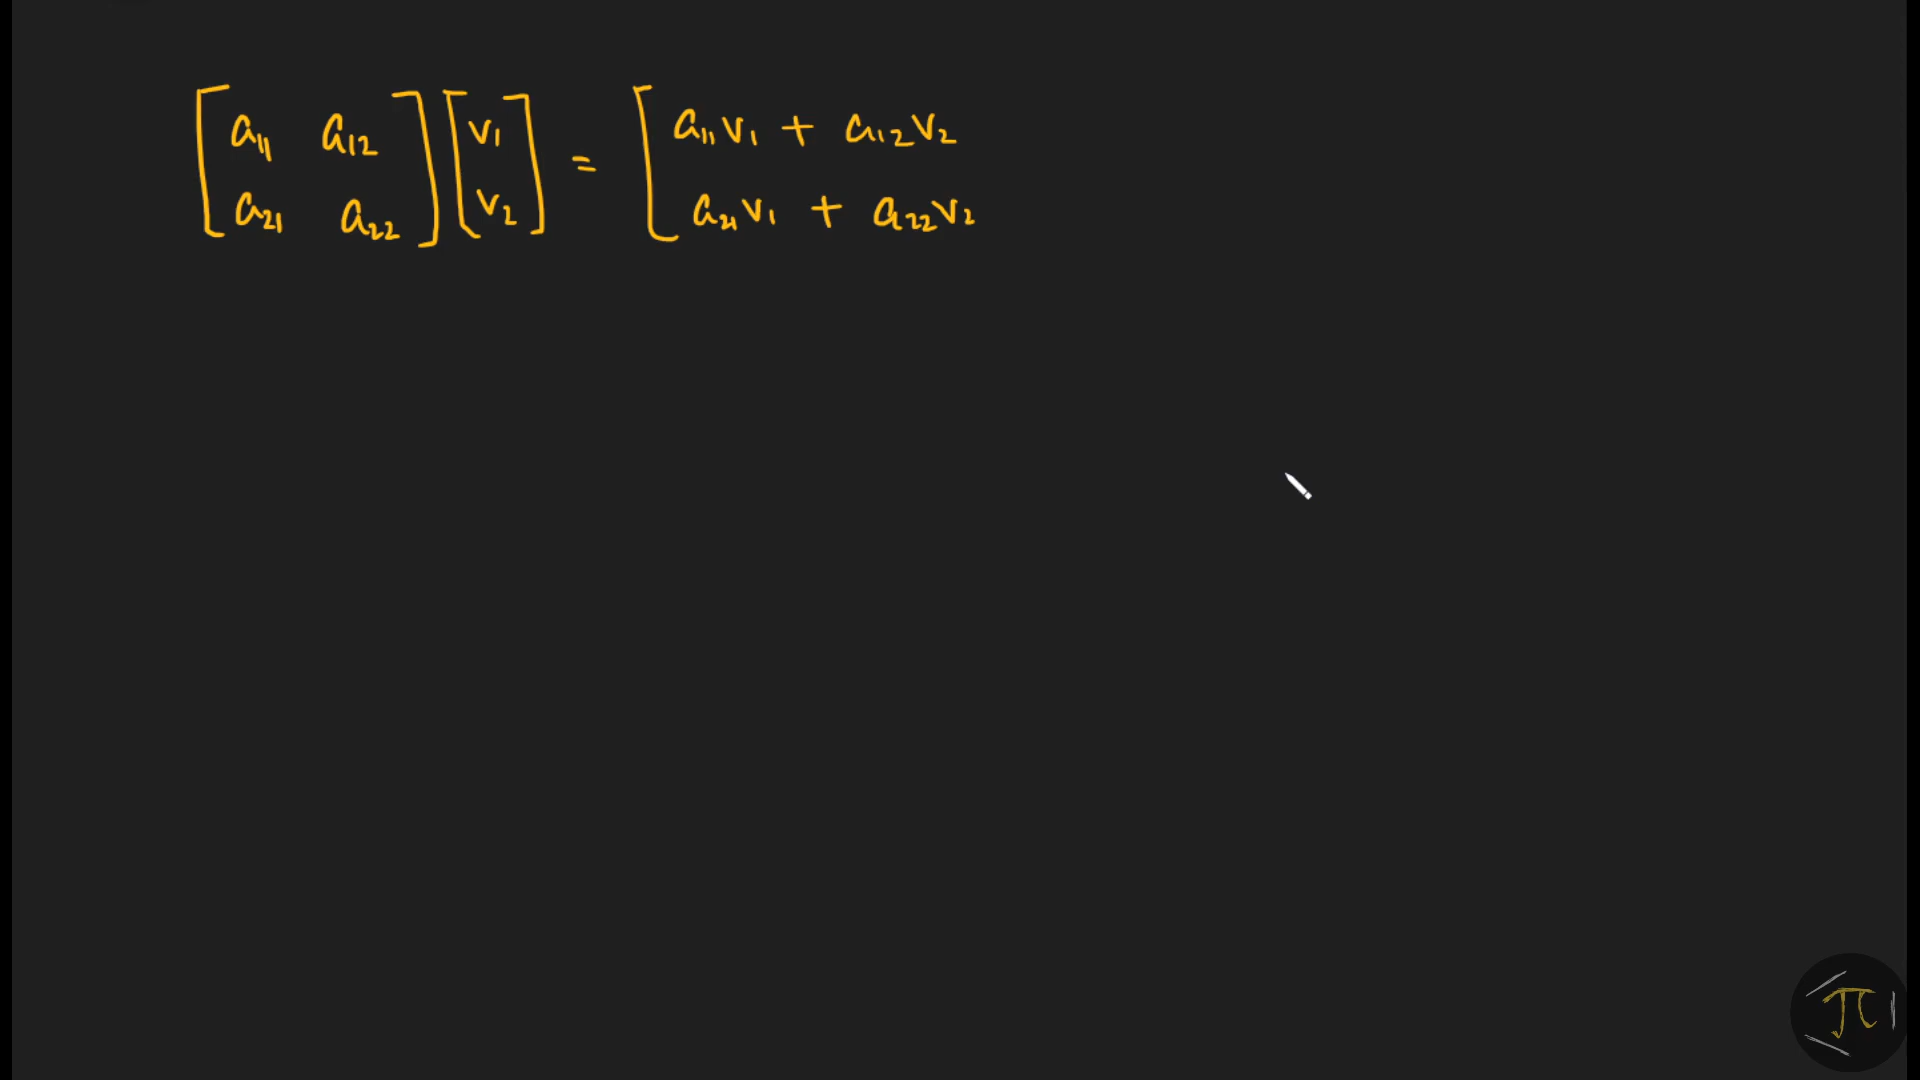 [a₁₁ a₁₂] [v₁] = [a₁₁v₁ + a₁₂v₂
[a₂₁ a₂₂] [v₂] [a₂₁v₁ + a₂₂v₂
π